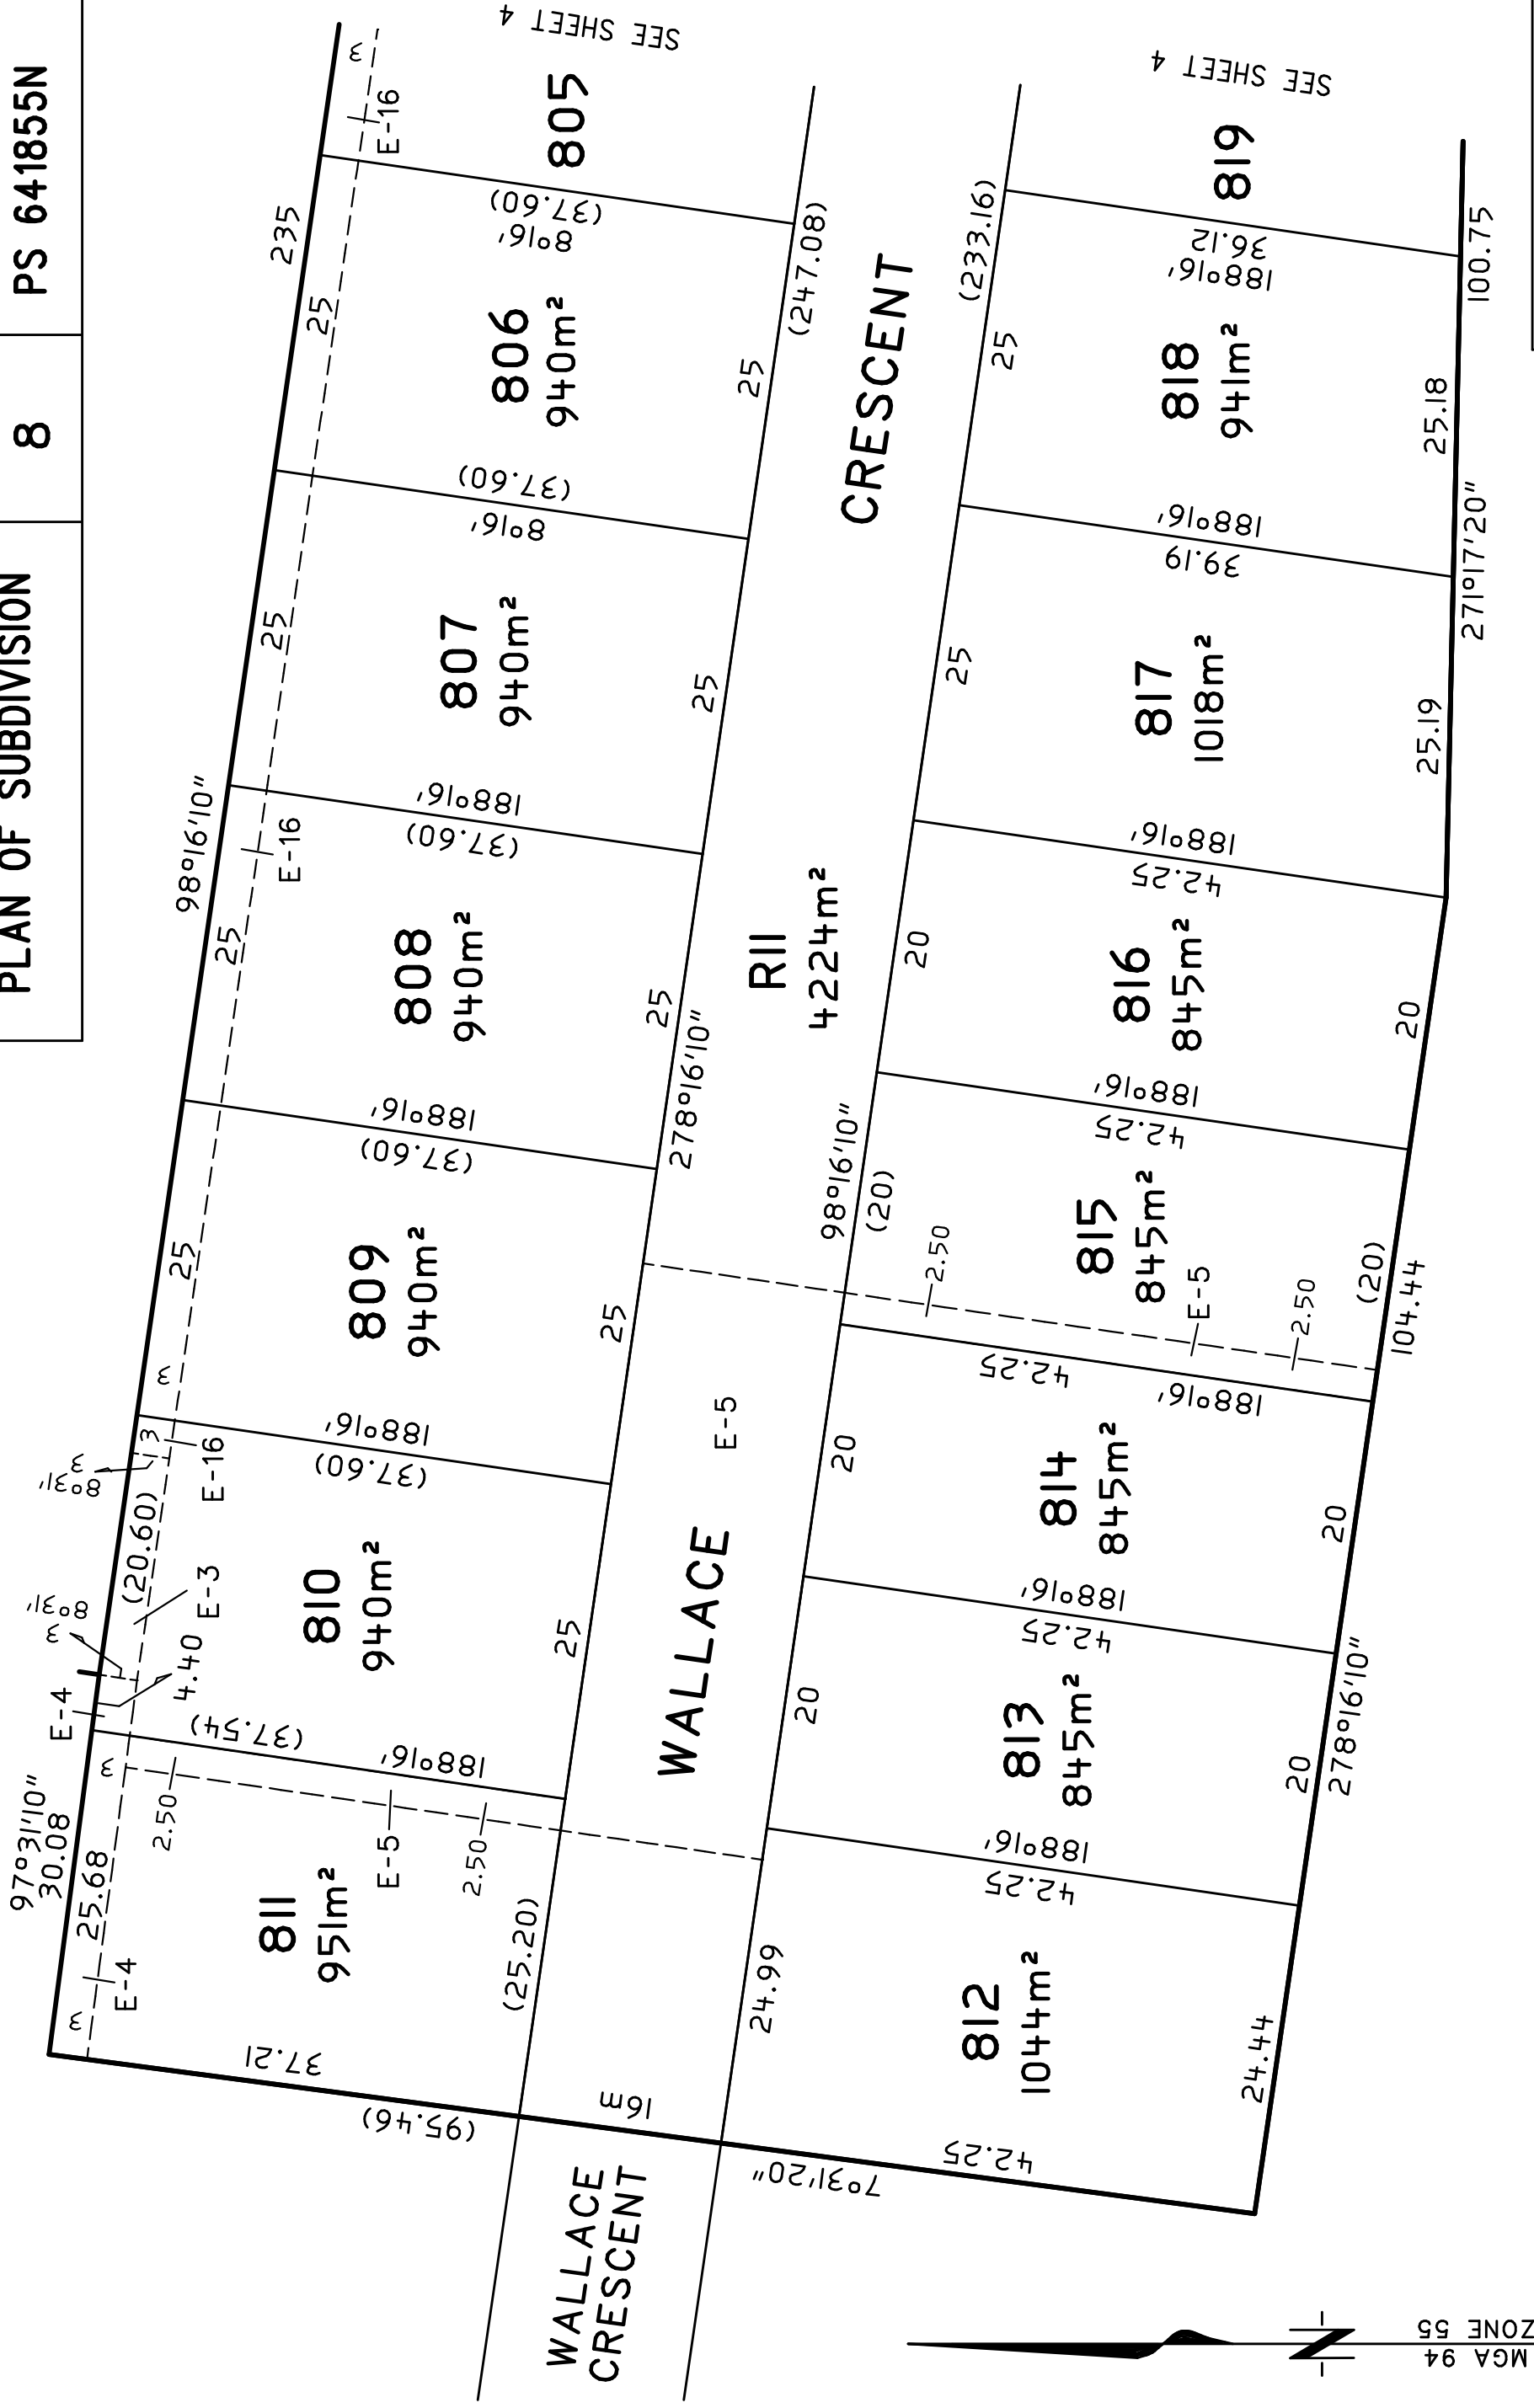 PLAN OF SUBDIVISION
8
PS 641855N
SEE SHEET 4
SEE SHEET 4
3
E-16
235
805
(37.60)
8°16'
25
806
940m²
25
(247.08)
(37.60)
8°16'
25
807
940m²
25
188°16'
(37.60)
98°16'10"
E-16
25
808
940m²
25
278°16'10"
188°16'
(37.60)
25
809
940m²
25
3
188°16'
(37.60)
3
8°31'
3
E-16
(20.60)
E-3
810
940m²
25
8°31'
3
4.40
E-4
(37.54)
188°16'
97°31'10"
30.08
25.68
3
2.50
E-5
2.50
811
951m²
(25.20)
E-4
3
37.21
(95.46)
16m
7°31'20"
42.25
WALLACE
CRESCENT
WALLACE
CRESCENT
E-5
R11
4224m²
98°16'10"
(233.16)
819
36.12
188°16'
100.75
25
818
941m²
25.18
188°16'
39.19
271°17'20"
25
817
1018m²
25.19
188°16'
42.25
20
816
845m²
20
188°16'
42.25
(20)
815
845m²
(20)
2.50
E-5
2.50
104.44
42.25
188°16'
20
814
845m²
20
188°16'
42.25
20
813
845m²
20
278°16'10"
188°16'
42.25
24.99
812
1044m²
24.44
MGA 94
ZONE 55